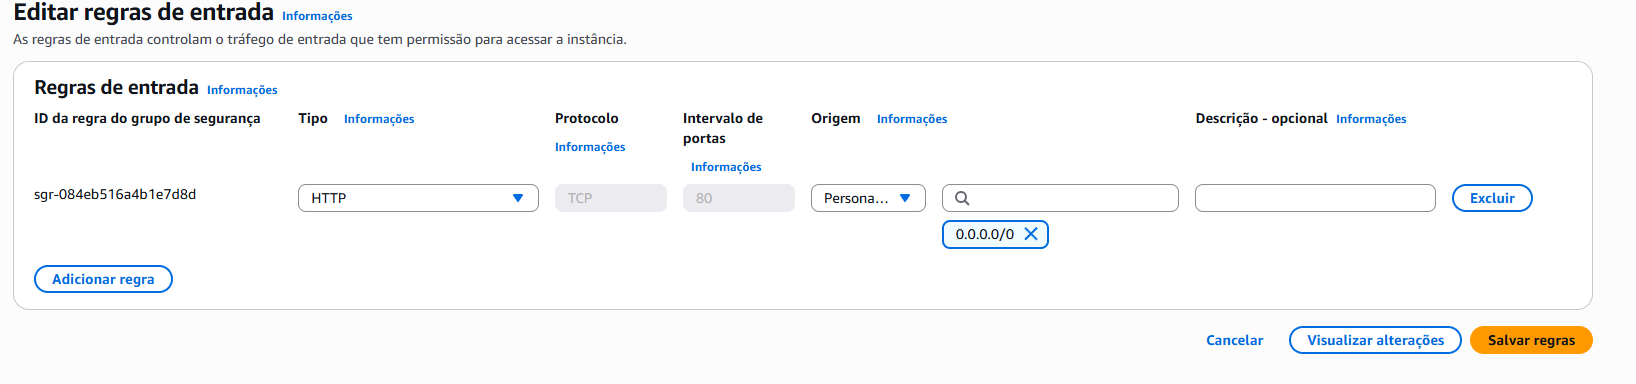 Editar regras de entrada Informações
As regras de entrada controlam o tráfego de entrada que tem permissão para acessar a instância.
Regras de entrada Informações
ID da regra do grupo de segurança
Tipo Informações
Protocolo
Informações
Intervalo de
portas
Informações
Origem Informações
Descrição - opcional Informações
sgr-084eb516a4b1e7d8d
HTTP
TCP
80
Persona...
0.0.0.0/0
Excluir
Adicionar regra
Cancelar
Visualizar alterações
Salvar regras